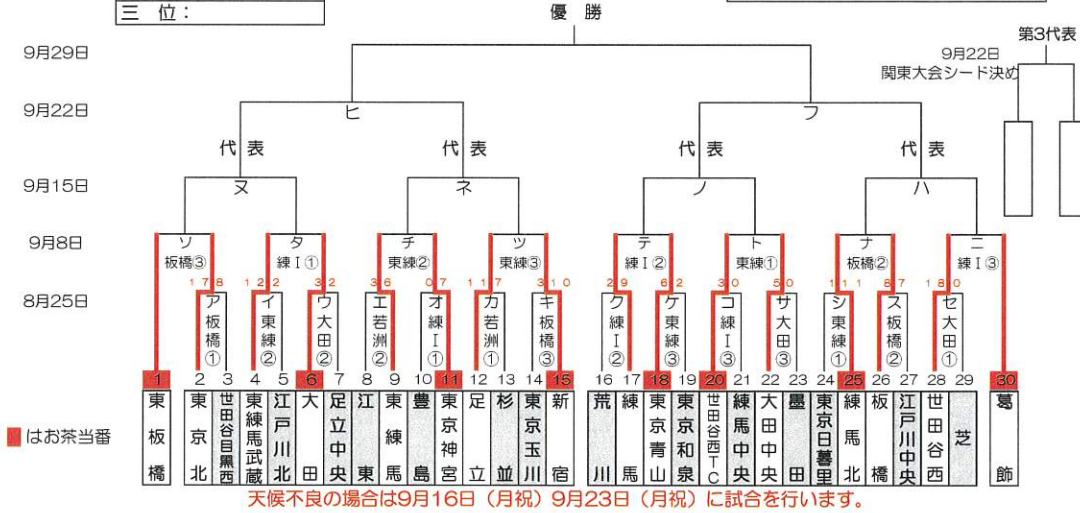 三 位：
優 勝
第3代表
9月29日
9月22日
関東大会シード決め
9月22日
ヒ
フ
代 表
代 表
代 表
代 表
9月15日
ヌ
ネ
ノ
ハ
9月8日
ソ
タ
チ
ツ
テ
ト
ナ
ニ
板橋③
練Ⅰ①
東練②
東練③
練Ⅰ②
東練①
板橋②
練Ⅰ③
8月25日
ア 板橋①
イ 東練②
ウ 大田②
エ 若洲②
オ 練Ⅰ①
カ 若洲①
キ 板橋③
ク 練Ⅰ②
ケ 東練③
コ 練Ⅰ③
サ 大田③
シ 東練①
ス 板橋②
セ 大田①
1 2 3 4 5 6 7 8 9 10 11 12 13 14 15 16 17 18 19 20 21 22 23 24 25 26 27 28 29 30
東板橋
東京北
世田谷目黒西
東練馬武蔵
江戸川北
大田
足立中央
江東
東練馬
豊島
東京神宮
足立
杉並
東京玉川
新宿
荒川
練馬
東京青山
東京和泉
世田谷西TC
練馬中央
大田中央
墨田
東京日暮里
練馬北
板橋
江戸川中央
世田谷西
芝
葛飾
はお茶当番
天候不良の場合は9月16日（月祝）9月23日（月祝）に試合を行います。